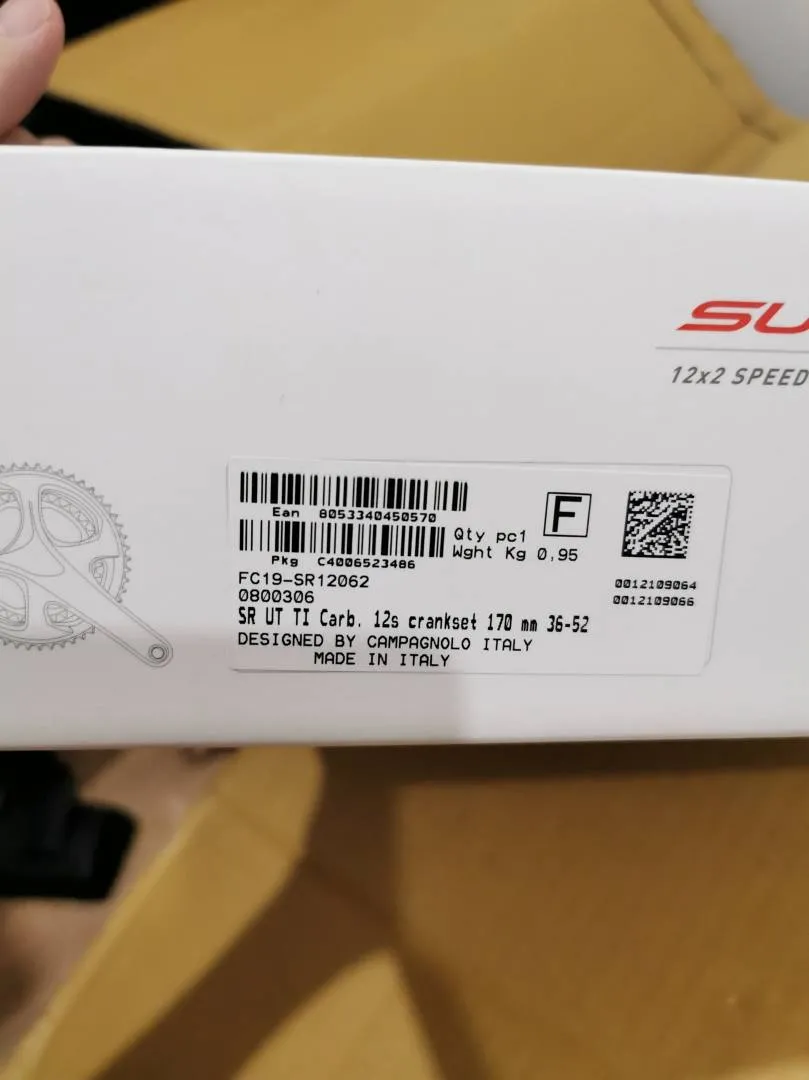 SU
12x2 SPEED
Ean 8053340450570
F
Pkg C4006523486
Qty pc1
Wght Kg 0,95
FC19-SR12062
0800306
0012109064
0012109066
SR UT TI Carb. 12s crankset 170 mm 36-52
DESIGNED BY CAMPAGNOLO ITALY
MADE IN ITALY